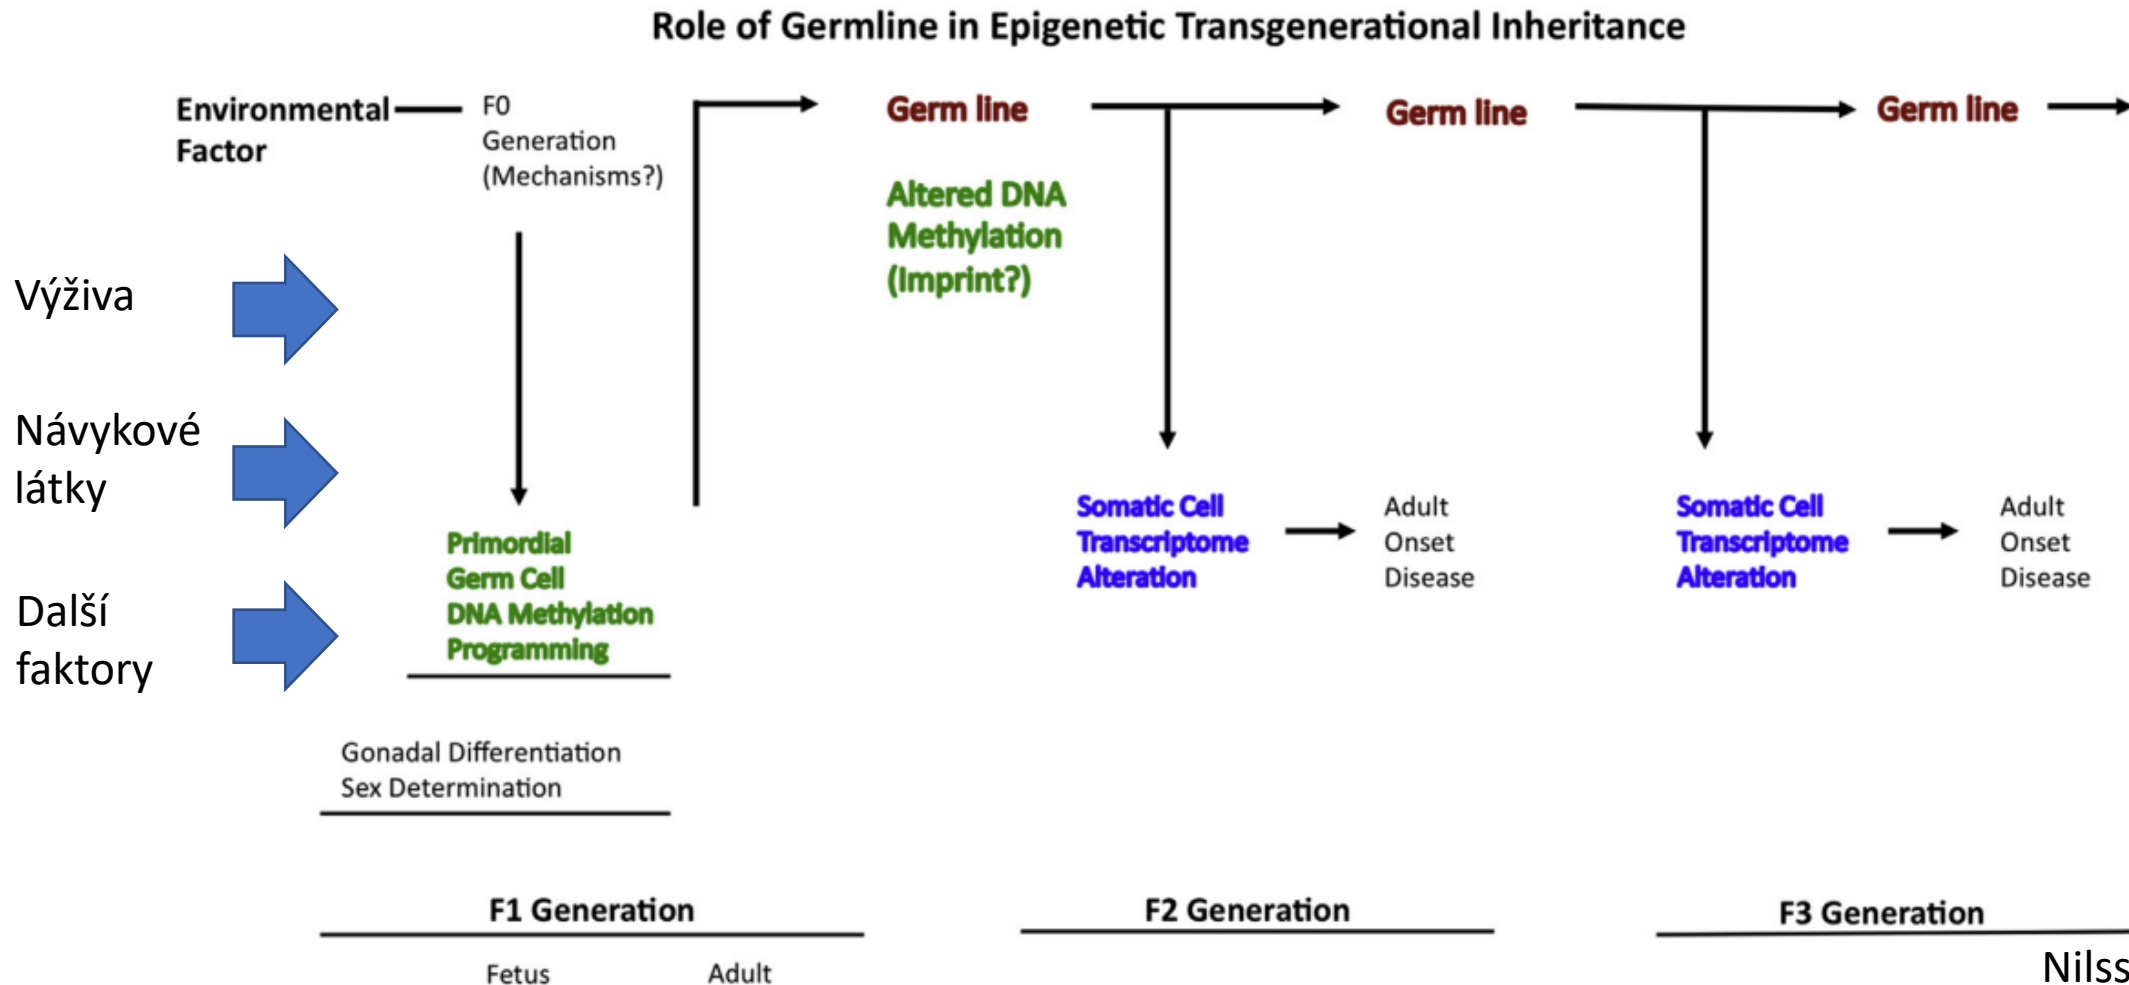 Role of Germline in Epigenetic Transgenerational Inheritance
Environmental
Factor
F0
Generation
(Mechanisms?)
Germ line
Germ line
Germ line
Altered DNA
Methylation
(Imprint?)
Výživa
Návykové
látky
Další
faktory
Primordial
Germ Cell
DNA Methylation
Programming
Somatic Cell
Transcriptome
Alteration
Adult
Onset
Disease
Somatic Cell
Transcriptome
Alteration
Adult
Onset
Disease
Gonadal Differentiation
Sex Determination
F1 Generation
F2 Generation
F3 Generation
Fetus
Adult
Nilss